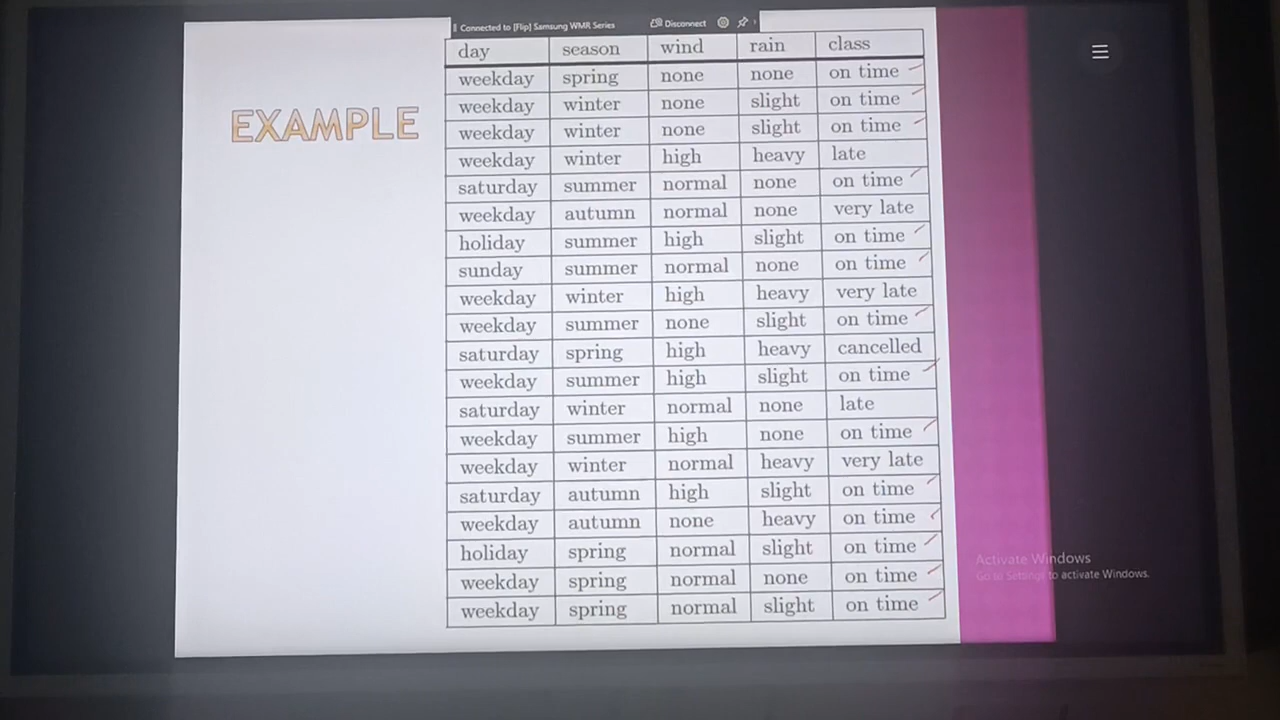 Connected to [Flip] Samsung WMR Series Disconnect
EXAMPLE
day season wind rain class
weekday spring none none on time
weekday winter none slight on time
weekday winter none slight on time
weekday winter high heavy late
saturday summer normal none on time
weekday autumn normal none very late
holiday summer high slight on time
sunday summer normal none on time
weekday winter high heavy very late
weekday summer none slight on time
saturday spring high heavy cancelled
weekday summer high slight on time
saturday winter normal none late
weekday summer high none on time
weekday winter normal heavy very late
saturday autumn high slight on time
weekday autumn none heavy on time
holiday spring normal slight on time
weekday spring normal none on time
weekday spring normal slight on time
Activate Windows
Go to Settings to activate Windows.